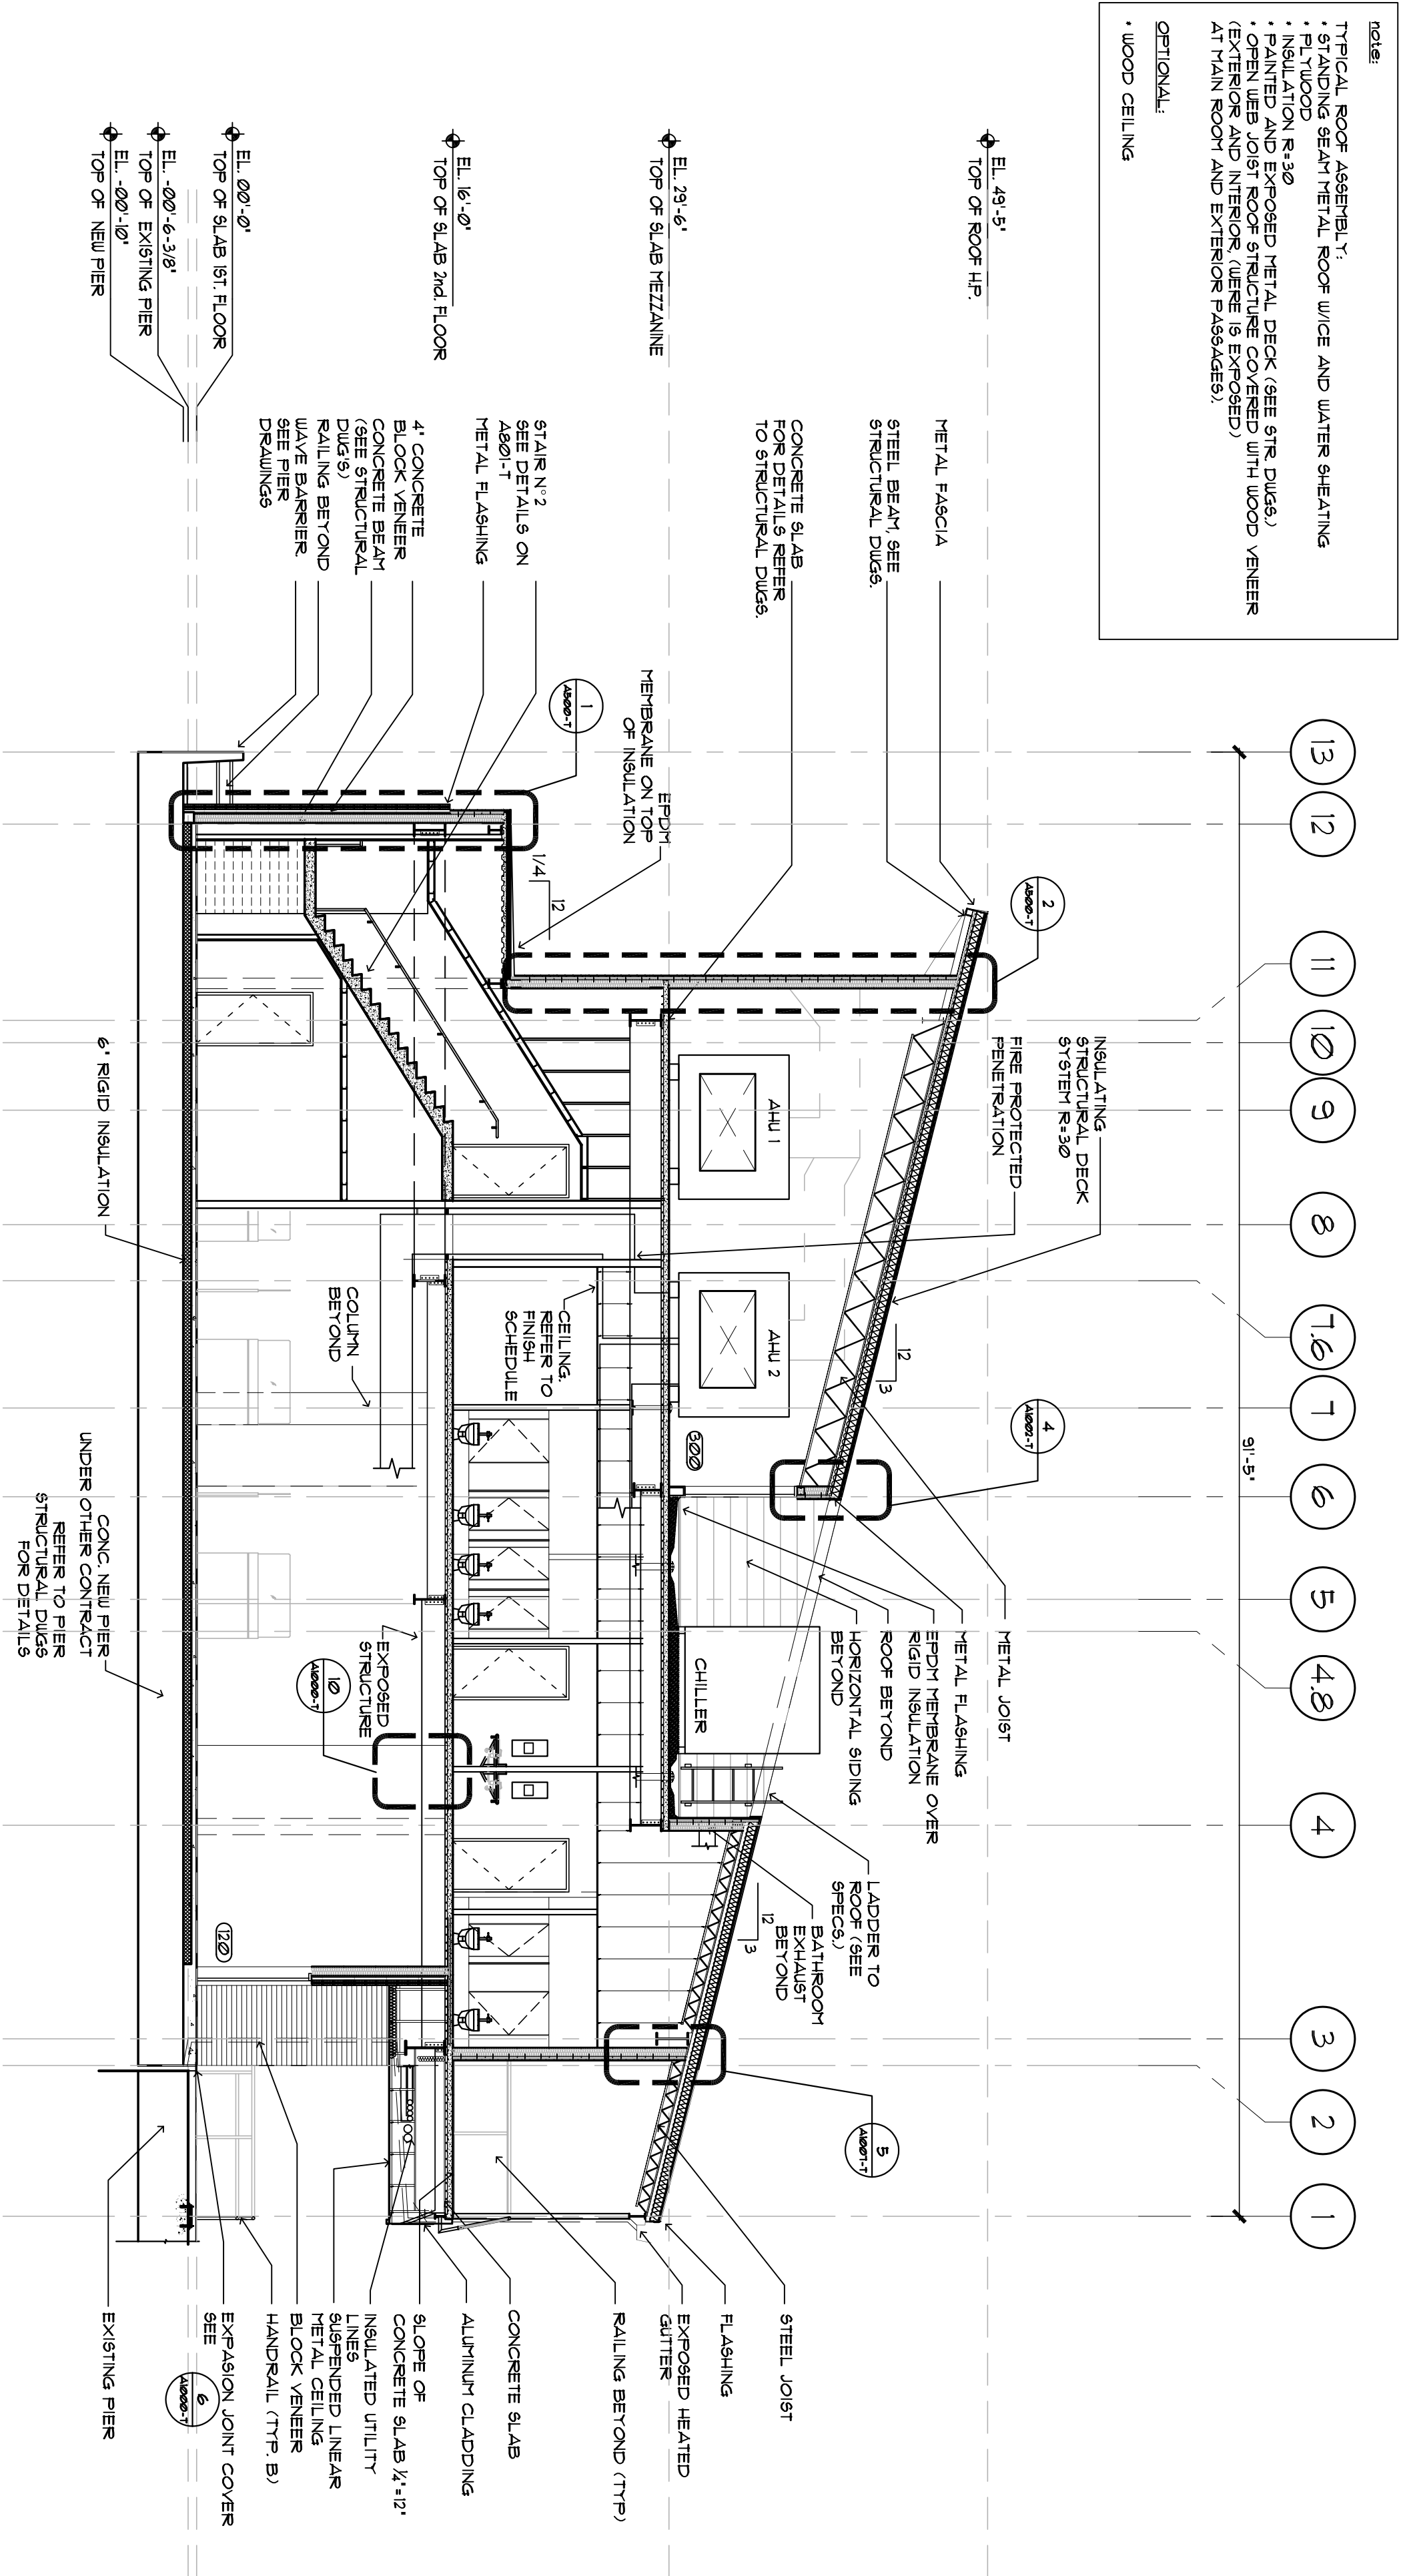 note:
TYPICAL ROOF ASSEMBLY:
• STANDING SEAM METAL ROOF W/ICE AND WATER SHEATING
• PLYWOOD
• INSULATION R=30
• PAINTED AND EXPOSED METAL DECK (SEE STR. DWGS.)
• OPEN WEB JOIST ROOF STRUCTURE COVERED WITH WOOD VENEER
(EXTERIOR AND INTERIOR, (WERE IS EXPOSED)
AT MAIN ROOM AND EXTERIOR PASSAGES).
OPTIONAL:
• WOOD CEILING
13
12
11
10
9
8
7.6
7
6
5
4.8
4
3
2
1
91'-5"
EL. 49'-5"
TOP OF ROOF H.P.
EL. 29'-6"
TOP OF SLAB MEZZANINE
EL. 16'-0"
TOP OF SLAB 2nd. FLOOR
EL. 00'-0"
TOP OF SLAB 1ST. FLOOR
EL. -00'-6-3/8"
TOP OF EXISTING PIER
EL. -00'-10"
TOP OF NEW PIER
METAL FASCIA
STEEL BEAM, SEE
STRUCTURAL DWGS.
CONCRETE SLAB
FOR DETAILS REFER
TO STRUCTURAL DWGS.
STAIR N°2
SEE DETAILS ON
A801-T
METAL FLASHING
4" CONCRETE
BLOCK VENEER
CONCRETE BEAM
(SEE STRUCTURAL
DWG'S)
RAILING BEYOND
WAVE BARRIER.
SEE PIER
DRAWINGS
1
A500-T
EPDM
MEMBRANE ON TOP
OF INSULATION
1/4
12
2
A500-T
INSULATING
STRUCTURAL DECK
SYSTEM R=30
FIRE PROTECTED
PENETRATION
AHU 1
AHU 2
12
3
4
A1002-T
300
CEILING.
REFER TO
FINISH
SCHEDULE
COLUMN
BEYOND
6" RIGID INSULATION
CONC. NEW PIER
UNDER OTHER CONTRACT
REFER TO PIER
STRUCTURAL DWGS
FOR DETAILS
METAL JOIST
METAL FLASHING
EPDM MEMBRANE OVER
RIGID INSULATION
ROOF BEYOND
HORIZONTAL SIDING
BEYOND
CHILLER
EXPOSED
STRUCTURE
10
A1000-T
LADDER TO
ROOF (SEE
SPECS.)
BATHROOM
EXHAUST
BEYOND
12
3
120
5
A1001-T
STEEL JOIST
FLASHING
EXPOSED HEATED
GUTTER
RAILING BEYOND (TYP)
CONCRETE SLAB
ALUMINUM CLADDING
SLOPE OF
CONCRETE SLAB ¼"=12"
INSULATED UTILITY
LINES
SUSPENDED LINEAR
METAL CEILING
BLOCK VENEER
HANDRAIL (TYP. B)
EXPASION JOINT COVER
SEE
6
A1000-T
EXISTING PIER